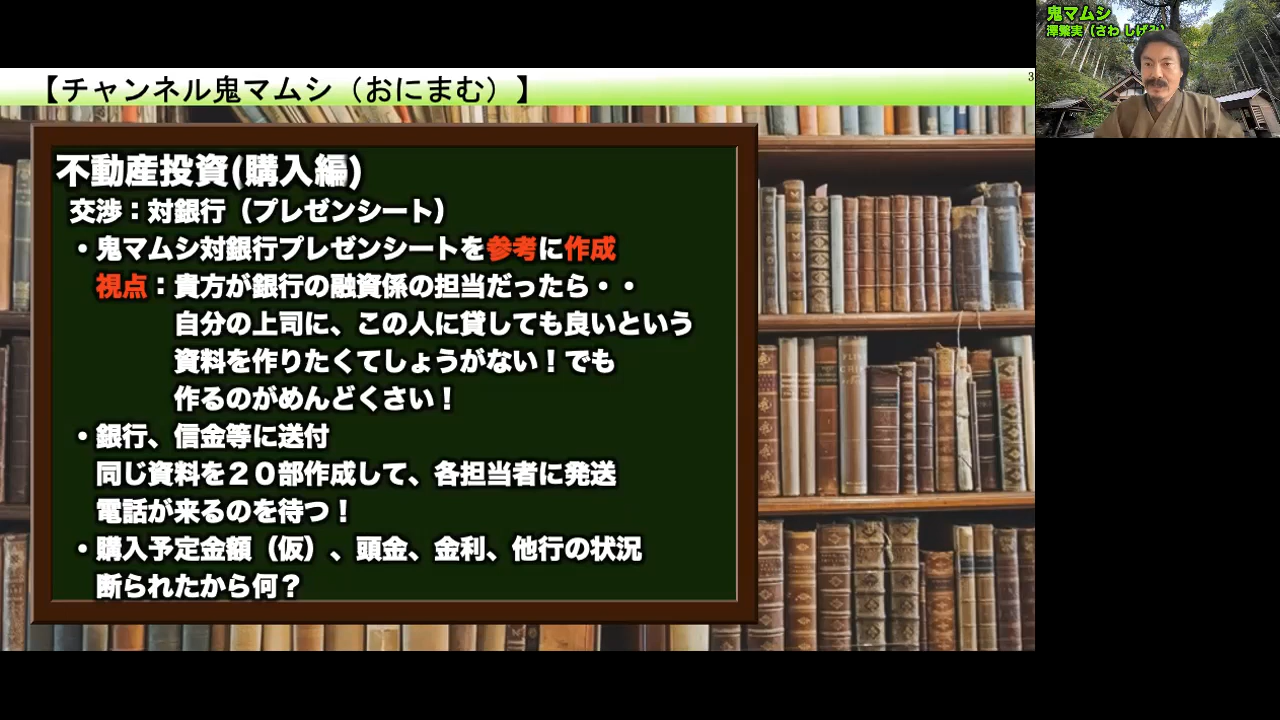 【チャンネル鬼マムシ（おにまむ）】
3
鬼マムシ
澤繁実（さわ しげみ）
不動産投資(購入編)
交渉：対銀行（プレゼンシート）
・鬼マムシ対銀行プレゼンシートを参考に作成
視点：貴方が銀行の融資係の担当だったら・・
自分の上司に、この人に貸しても良いという
資料を作りたくてしょうがない！でも
作るのがめんどくさい！
・銀行、信金等に送付
同じ資料を２０部作成して、各担当者に発送
電話が来るのを待つ！
・購入予定金額（仮）、頭金、金利、他行の状況
断られたから何？